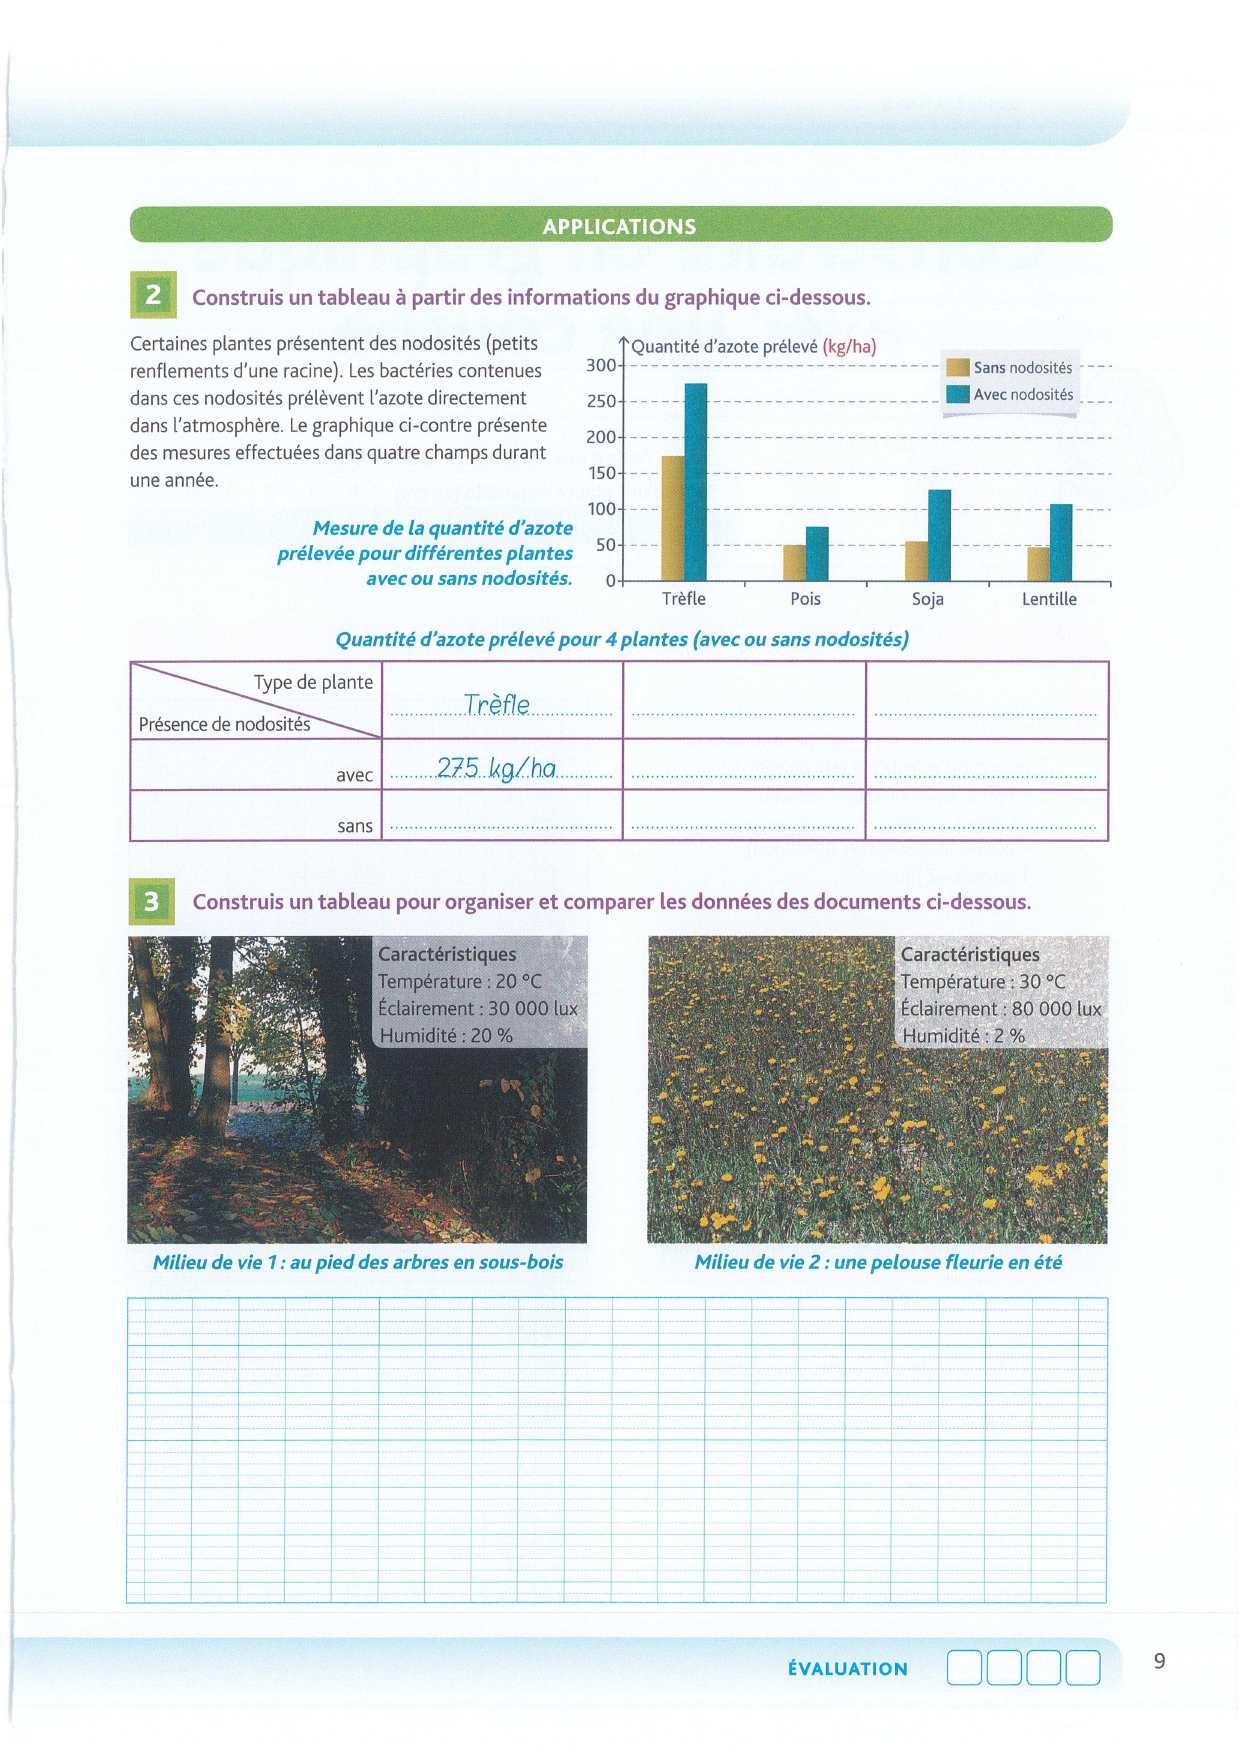 APPLICATIONS
2 Construis un tableau à partir des informations du graphique ci-dessous.
Certaines plantes présentent des nodosités (petits
renflements d'une racine). Les bactéries contenues
dans ces nodosités prélèvent l'azote directement
dans l'atmosphère. Le graphique ci-contre présente
des mesures effectuées dans quatre champs durant
une année.
Mesure de la quantité d'azote
prélevée pour différentes plantes
avec ou sans nodosités.
Quantité d'azote prélevé (kg/ha)
300
250
200
150
100
50
0
Sans nodosités
Avec nodosités
Trèfle Pois Soja Lentille
Quantité d'azote prélevé pour 4 plantes (avec ou sans nodosités)
Type de plante
Présence de nodosités
Trèfle
avec 275 kg/ha
sans
3 Construis un tableau pour organiser et comparer les données des documents ci-dessous.
Caractéristiques
Température : 20 °C
Éclairement : 30 000 lux
Humidité : 20 %
Caractéristiques
Température : 30 °C
Éclairement : 80 000 lux
Humidité : 2 %
Milieu de vie 1 : au pied des arbres en sous-bois
Milieu de vie 2 : une pelouse fleurie en été
ÉVALUATION
9